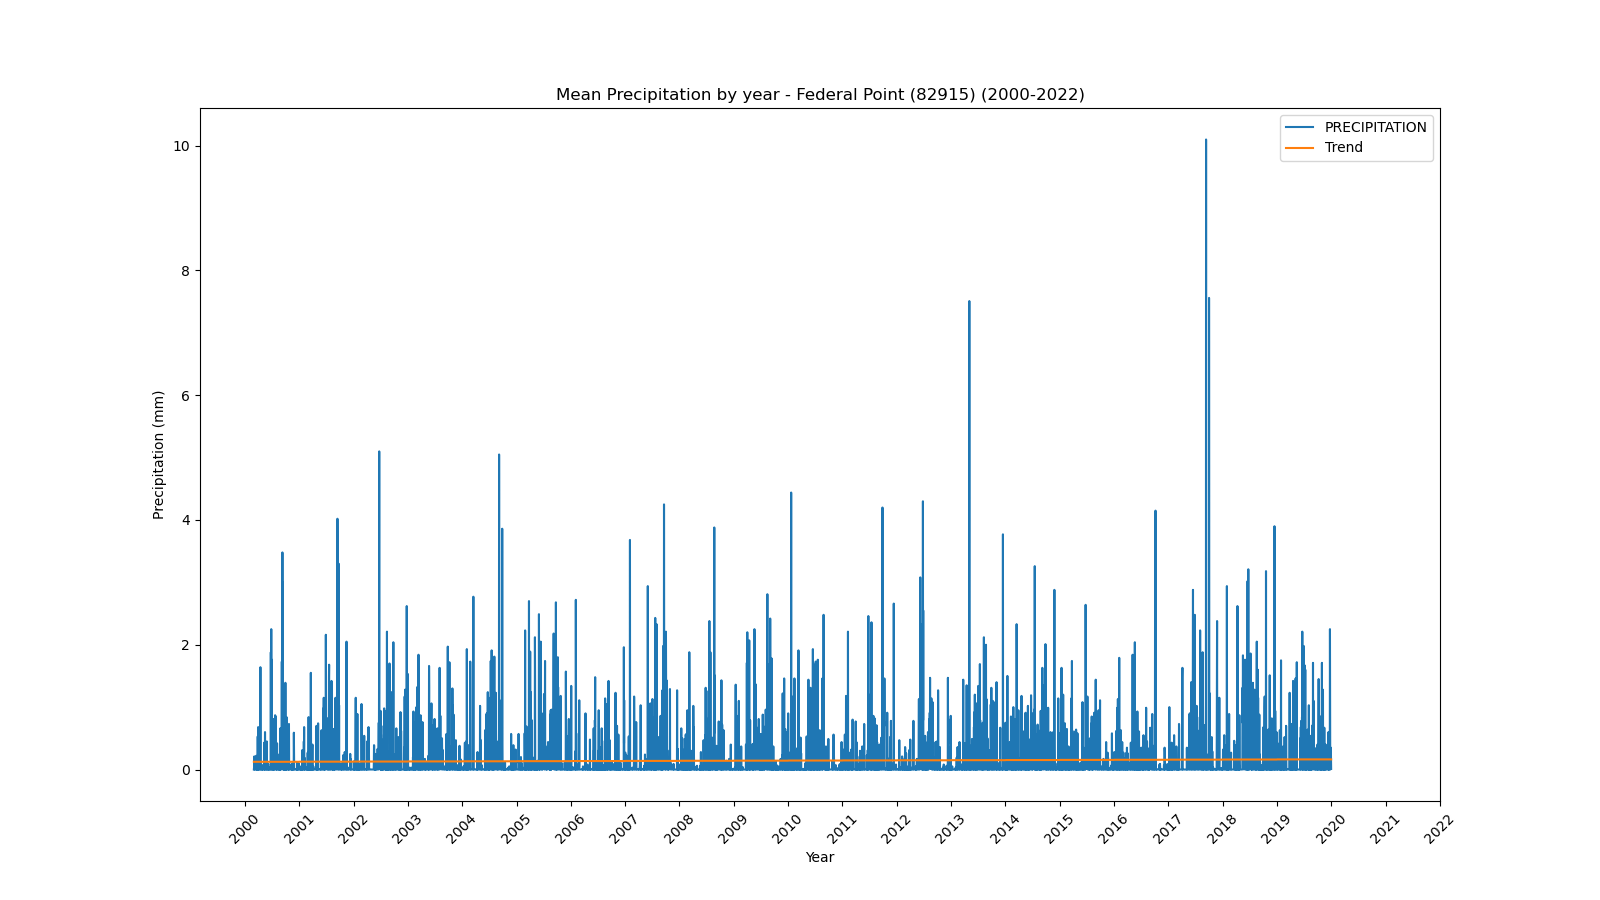 Mean Precipitation by year - Federal Point (82915) (2000-2022)
PRECIPITATION
Trend
10
8
6
4
2
0
Precipitation (mm)
2000 2001 2002 2003 2004 2005 2006 2007 2008 2009 2010 2011 2012 2013 2014 2015 2016 2017 2018 2019 2020 2021 2022
Year